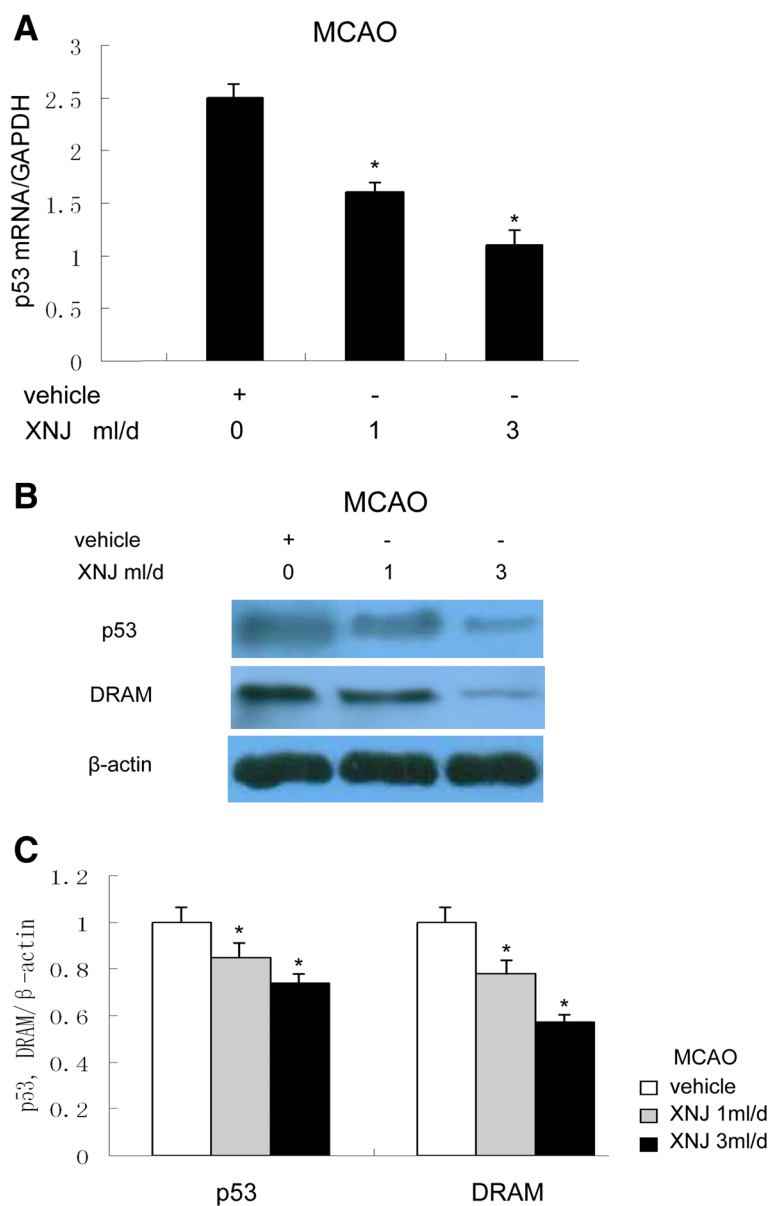 A
MCAO
p53 mRNA/GAPDH
3
2.5
2
1.5
1
0.5
0
*
*
vehicle + - -
XNJ ml/d 0 1 3
B
MCAO
vehicle + - -
XNJ ml/d 0 1 3
p53
DRAM
β-actin
C
p53, DRAM/β-actin
1.2
1
0.8
0.6
0.4
0.2
0
* *
* *
p53 DRAM
MCAO
vehicle
XNJ 1ml/d
XNJ 3ml/d